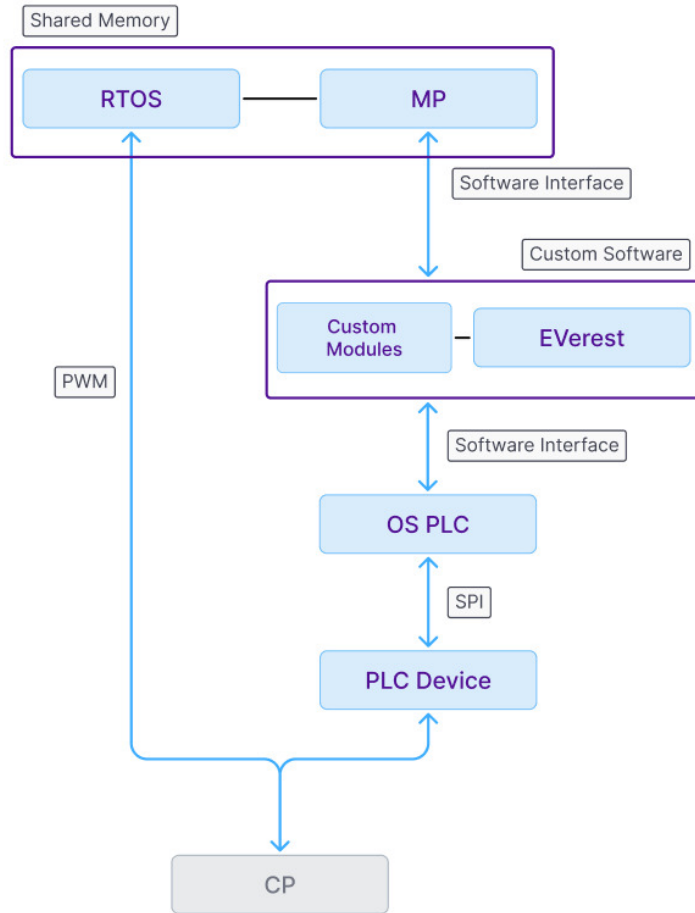 Shared Memory
RTOS
MP
Software Interface
Custom Software
Custom
Modules
EVerest
PWM
Software Interface
OS PLC
SPI
PLC Device
CP